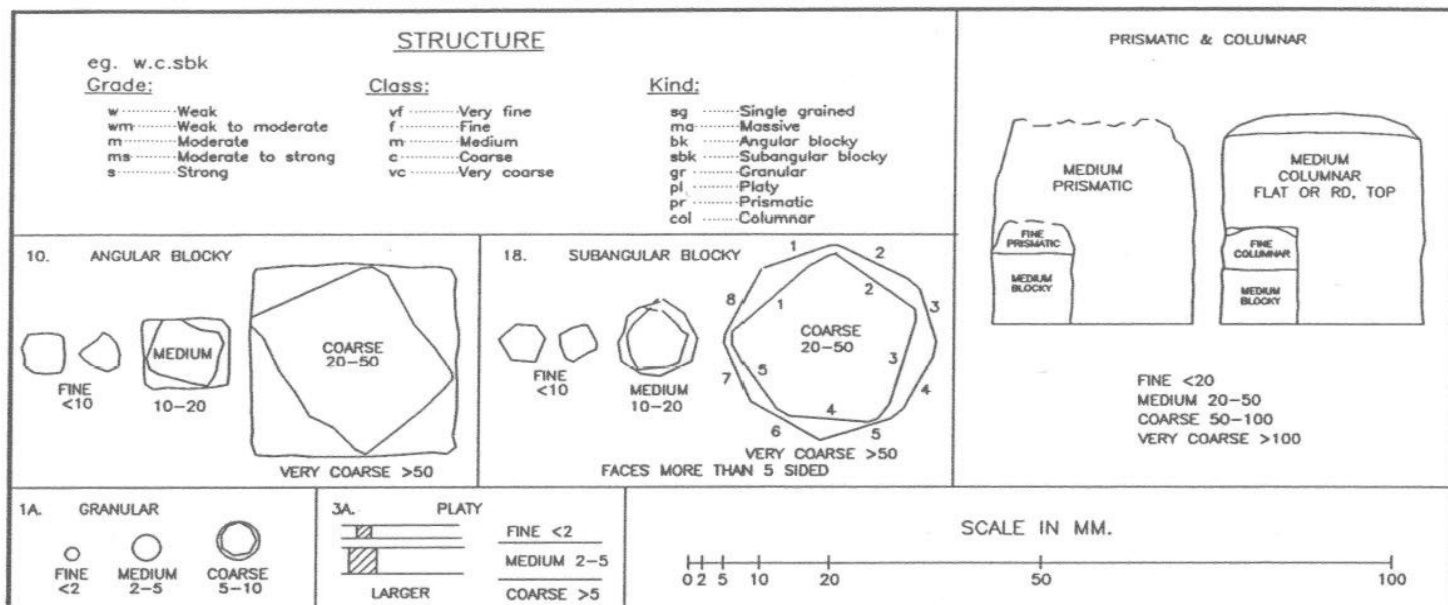 STRUCTURE
eg. w.c.sbk
Grade:
w ········ Weak
wm ········ Weak to moderate
m ········ Moderate
ms ········ Moderate to strong
s ········ Strong
Class:
vf ········ Very fine
f ········ Fine
m ········ Medium
c ········ Coarse
vc ········ Very coarse
Kind:
sg ········ Single grained
ma ········ Massive
bk ········ Angular blocky
sbk ········ Subangular blocky
gr ········ Granular
pl ········ Platy
pr ········ Prismatic
col ········ Columnar
PRISMATIC & COLUMNAR
MEDIUM
PRISMATIC
FINE
PRISMATIC
MEDIUM
BLOCKY
MEDIUM
COLUMNAR
FLAT OR RD, TOP
FINE
COLUMNAR
MEDIUM
BLOCKY
FINE <20
MEDIUM 20-50
COARSE 50-100
VERY COARSE >100
10. ANGULAR BLOCKY
FINE
<10
MEDIUM
10-20
COARSE
20-50
VERY COARSE >50
18. SUBANGULAR BLOCKY
FINE
<10
MEDIUM
10-20
1 2 3 4 5 6 7 8
1 2 3 4 5
COARSE
20-50
VERY COARSE >50
FACES MORE THAN 5 SIDED
1A. GRANULAR
FINE
<2
MEDIUM
2-5
COARSE
5-10
3A. PLATY
LARGER
FINE <2
MEDIUM 2-5
COARSE >5
SCALE IN MM.
0 2 5 10 20 50 100